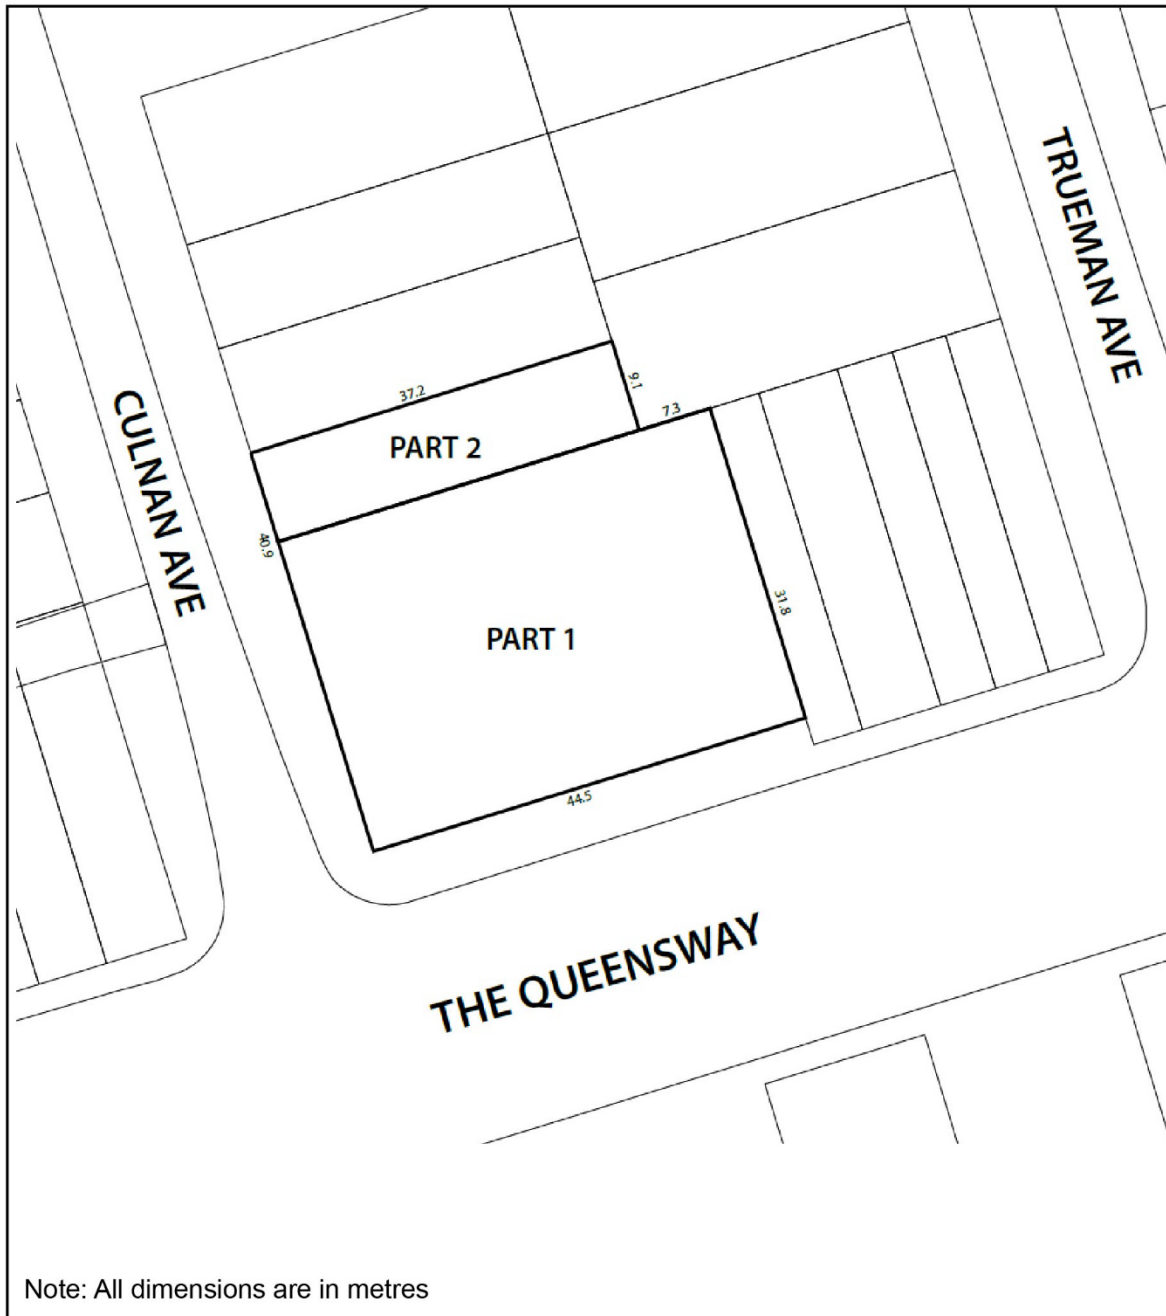 TRUEMAN AVE
37.2
9.1
7.3
CULNAN AVE
PART 2
40.9
31.8
PART 1
44.5
THE QUEENSWAY
Note: All dimensions are in metres